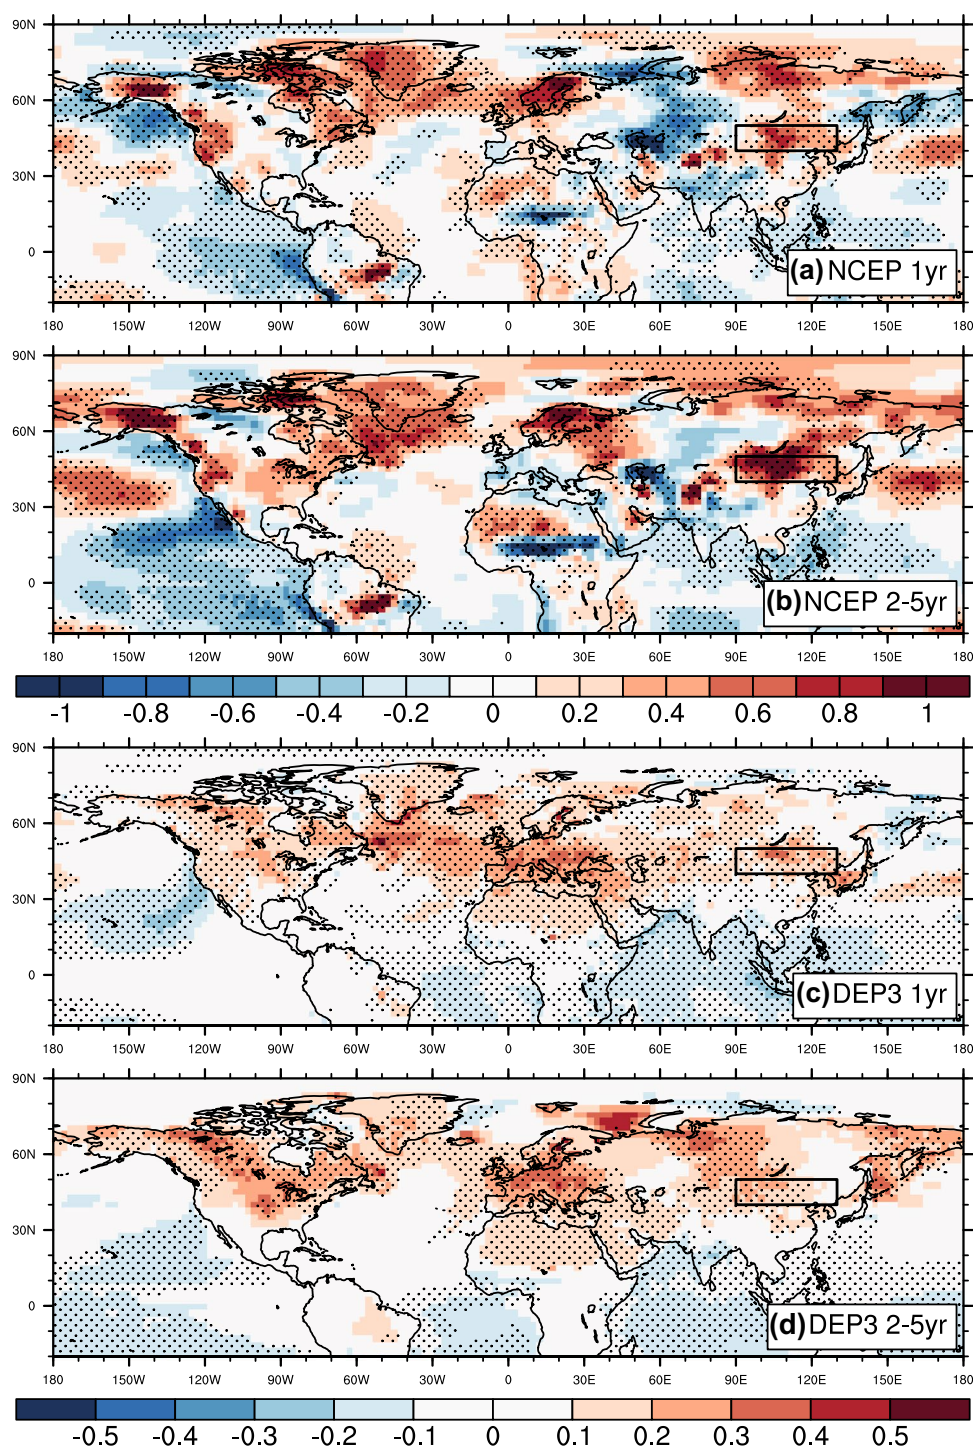 90N
60N
30N
0
(a) NCEP 1yr
180 150W 120W 90W 60W 30W 0 30E 60E 90E 120E 150E 180
90N
60N
30N
0
(b) NCEP 2-5yr
180 150W 120W 90W 60W 30W 0 30E 60E 90E 120E 150E 180
-1 -0.8 -0.6 -0.4 -0.2 0 0.2 0.4 0.6 0.8 1
90N
60N
30N
0
(c) DEP3 1yr
180 150W 120W 90W 60W 30W 0 30E 60E 90E 120E 150E 180
90N
60N
30N
0
(d) DEP3 2-5yr
180 150W 120W 90W 60W 30W 0 30E 60E 90E 120E 150E 180
-0.5 -0.4 -0.3 -0.2 -0.1 0 0.1 0.2 0.3 0.4 0.5